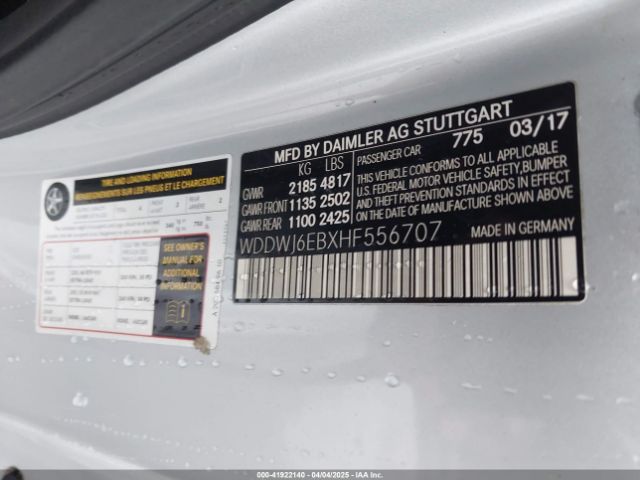 MFD BY DAIMLER AG STUTTGART
775 03/17
KG LBS
PASSENGER CAR
GVWR 2185 4817
GAWR FRONT 1135 2502
GAWR REAR 1100 2425
THIS VEHICLE CONFORMS TO ALL APPLICABLE
U.S. FEDERAL MOTOR VEHICLE SAFETY, BUMPER
AND THEFT PREVENTION STANDARDS IN EFFECT
ON THE DATE OF MANUFACTURE SHOWN ABOVE
WDDWJ6EBXHF556707
MADE IN GERMANY
TIRE AND LOADING INFORMATION
RENSEIGNEMENTS SUR LES PNEUS ET LE CHARGEMENT
SEE OWNER'S
MANUAL FOR
ADDITIONAL
INFORMATION
000-41922140 - 04/04/2025 - IAAI.COM